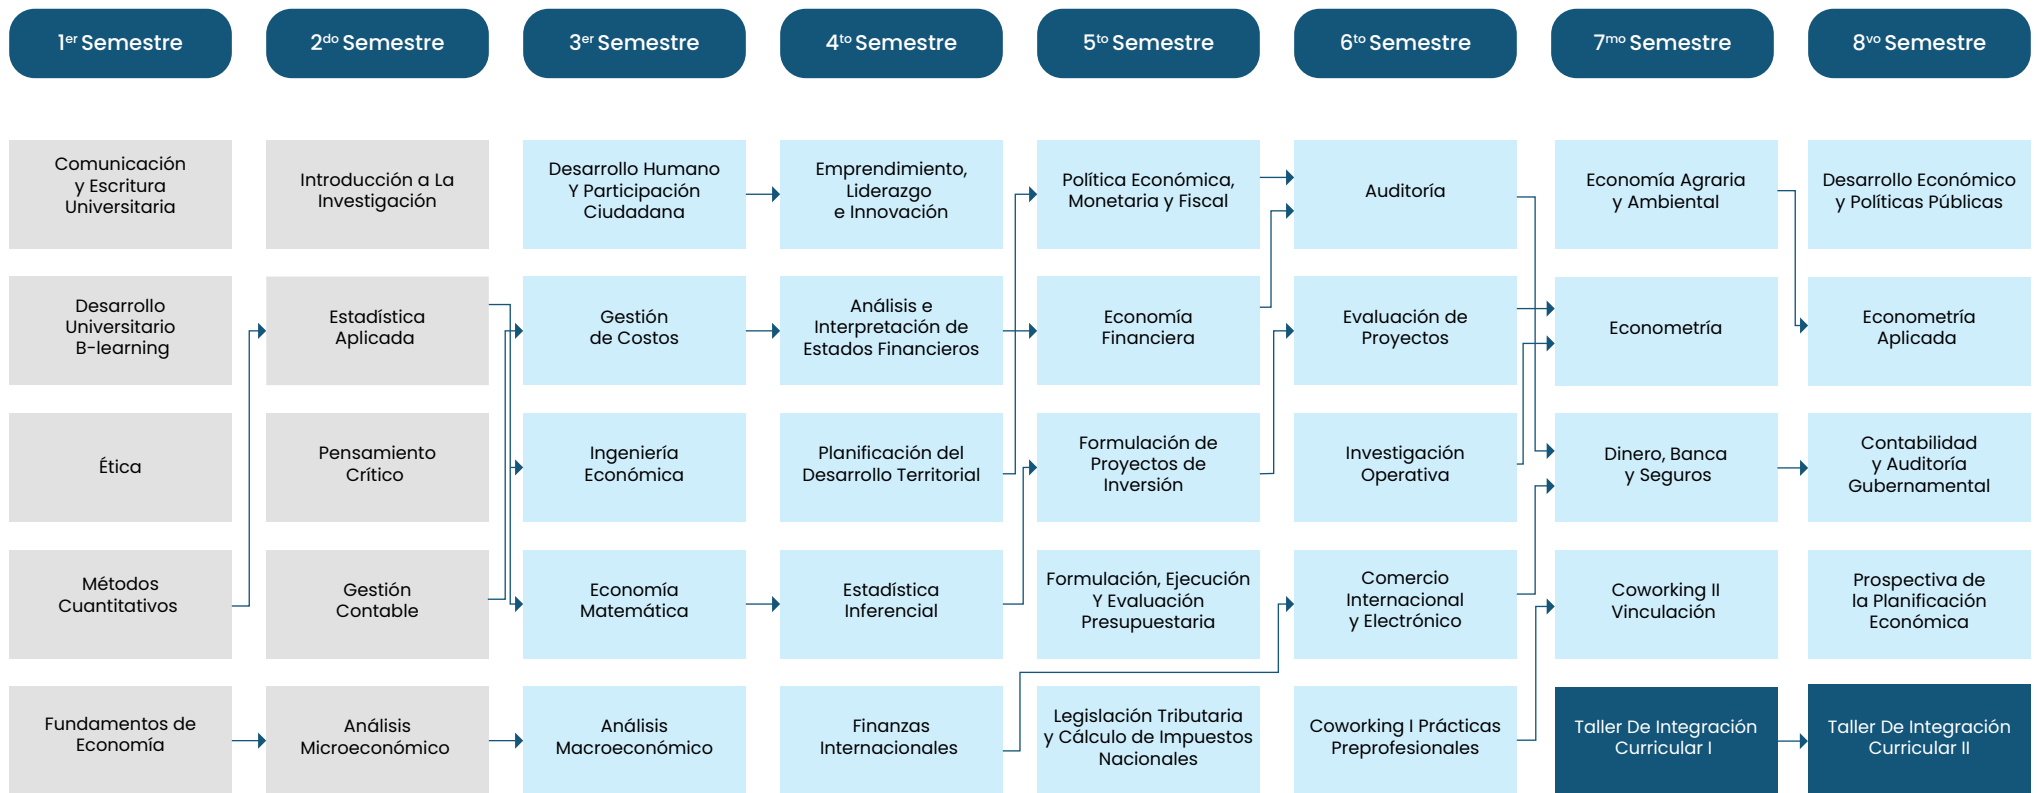 1er Semestre
2do Semestre
3er Semestre
4to Semestre
5to Semestre
6to Semestre
7mo Semestre
8vo Semestre
Comunicación
y Escritura
Universitaria
Introducción a La
Investigación
Desarrollo Humano
Y Participación
Ciudadana
Emprendimiento,
Liderazgo
e Innovación
Política Económica,
Monetaria y Fiscal
Auditoría
Economía Agraria
y Ambiental
Desarrollo Económico
y Políticas Públicas
Desarrollo
Universitario
B-learning
Estadística
Aplicada
Gestión
de Costos
Análisis e
Interpretación de
Estados Financieros
Economía
Financiera
Evaluación de
Proyectos
Econometría
Econometría
Aplicada
Ética
Pensamiento
Crítico
Ingeniería
Económica
Planificación del
Desarrollo Territorial
Formulación de
Proyectos de
Inversión
Investigación
Operativa
Dinero, Banca
y Seguros
Contabilidad
y Auditoría
Gubernamental
Métodos
Cuantitativos
Gestión
Contable
Economía
Matemática
Estadística
Inferencial
Formulación, Ejecución
Y Evaluación
Presupuestaria
Comercio
Internacional
y Electrónico
Coworking II
Vinculación
Prospectiva de
la Planificación
Económica
Fundamentos de
Economía
Análisis
Microeconómico
Análisis
Macroeconómico
Finanzas
Internacionales
Legislación Tributaria
y Cálculo de Impuestos
Nacionales
Coworking I Prácticas
Preprofesionales
Taller De Integración
Curricular I
Taller De Integración
Curricular II